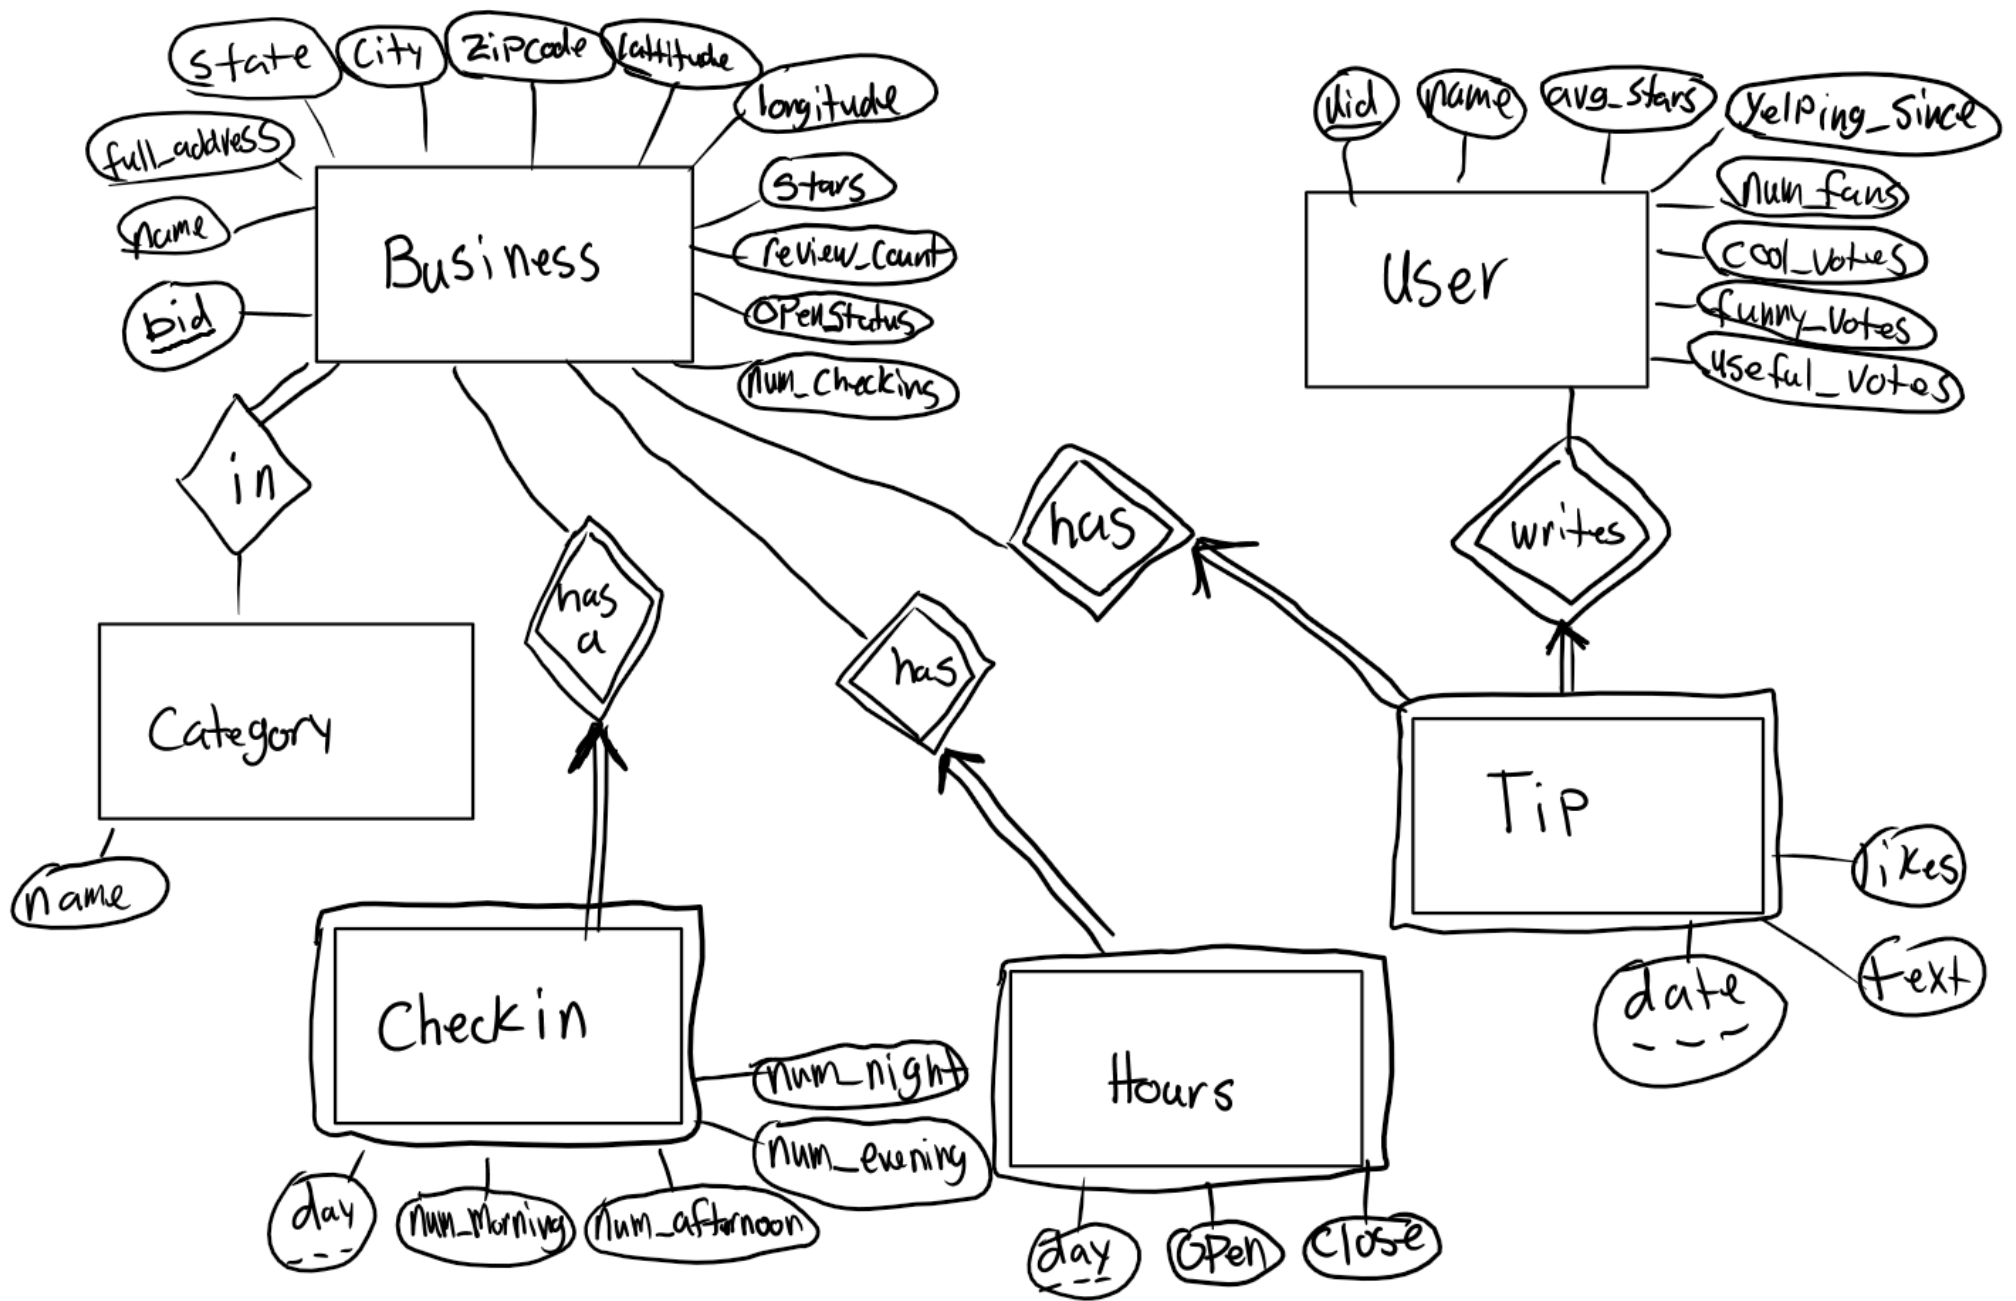 state
City
Zipcode
lattitude
longitude
full_address
name
bid
Business
stars
review_count
OPen_Status
num_Checkins
uid
name
avg_stars
Yelping_Since
num_fans
cool_votes
funny_votes
useful_votes
User
in
has
a
has
has
writes
Category
name
Checkin
day
num_morning
num_afternoon
num_evening
num_night
Hours
day
OPen
Close
Tip
likes
text
date